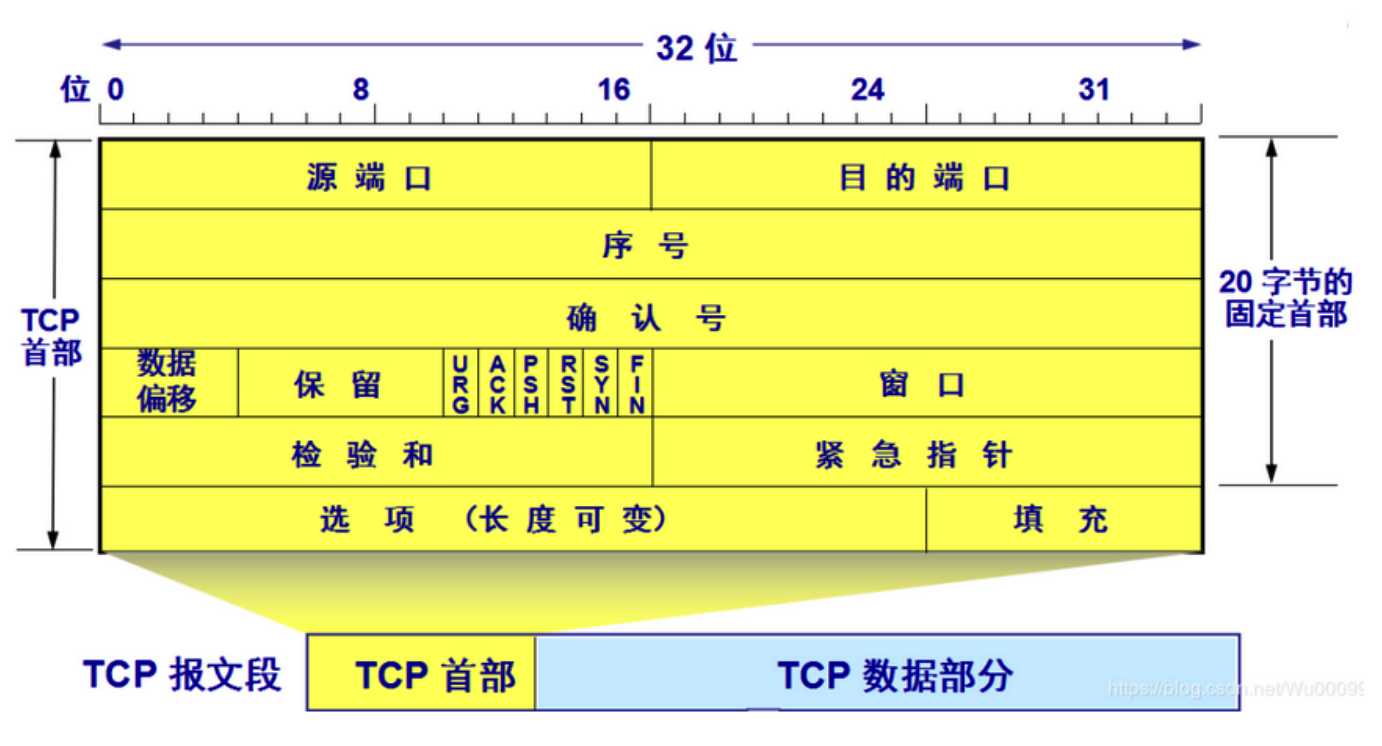 32 位
位 0 8 16 24 31
源端口 目的端口
序号
确认号
TCP
首部
20 字节的
固定首部
数据
偏移
保留
URG
ACK
PSH
RST
SYN
FIN
窗口
检验和 紧急指针
选项 (长度可变) 填充
TCP 报文段 TCP 首部 TCP 数据部分
https://blog.csdn.net/Wu00099